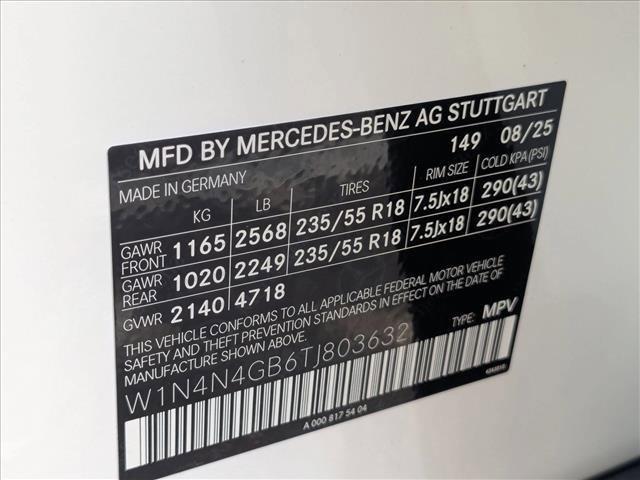 MFD BY MERCEDES-BENZ AG STUTTGART
149 08/25
MADE IN GERMANY
KG LB TIRES RIM SIZE COLD KPA(PSI)
GAWR FRONT 1165 2568 235/55 R18 7.5Jx18 290(43)
GAWR REAR 1020 2249 235/55 R18 7.5Jx18 290(43)
GVWR 2140 4718
THIS VEHICLE CONFORMS TO ALL APPLICABLE FEDERAL MOTOR VEHICLE
SAFETY AND THEFT PREVENTION STANDARDS IN EFFECT ON THE DATE OF
MANUFACTURE SHOWN ABOVE.
TYPE: MPV
W1N4N4GB6TJ803632
A 000 817 54 04